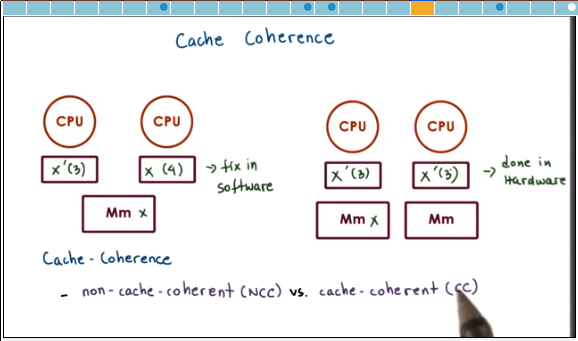 Cache Coherence
CPU CPU CPU CPU
x'(3) x (4) → fix in software
x'(3) x'(3) → done in Hardware
Mm x Mm x Mm
Cache-Coherence
- non-cache-coherent (NCC) vs. cache-coherent (CC)